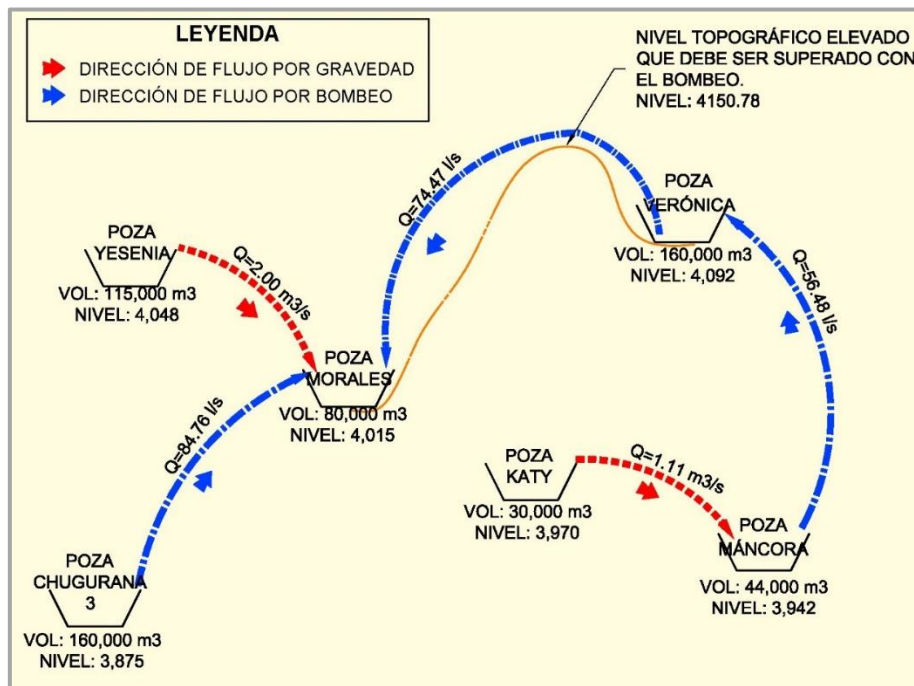 LEYENDA
DIRECCIÓN DE FLUJO POR GRAVEDAD
DIRECCIÓN DE FLUJO POR BOMBEO
NIVEL TOPOGRÁFICO ELEVADO
QUE DEBE SER SUPERADO CON
EL BOMBEO.
NIVEL: 4150.78
Q=74.47 l/s
POZA
VERÓNICA
VOL: 160,000 m3
NIVEL: 4,092
POZA
YESENIA
VOL: 115,000 m3
NIVEL: 4,048
Q=2.00 m3/s
Q=56.48 l/s
POZA
MORALES
VOL: 80,000 m3
NIVEL: 4,015
Q=84.76 l/s
POZA
KATY
VOL: 30,000 m3
NIVEL: 3,970
Q=1.11 m3/s
POZA
MÁNCORA
VOL: 44,000 m3
NIVEL: 3,942
POZA
CHUGURANA
3
VOL: 160,000 m3
NIVEL: 3,875